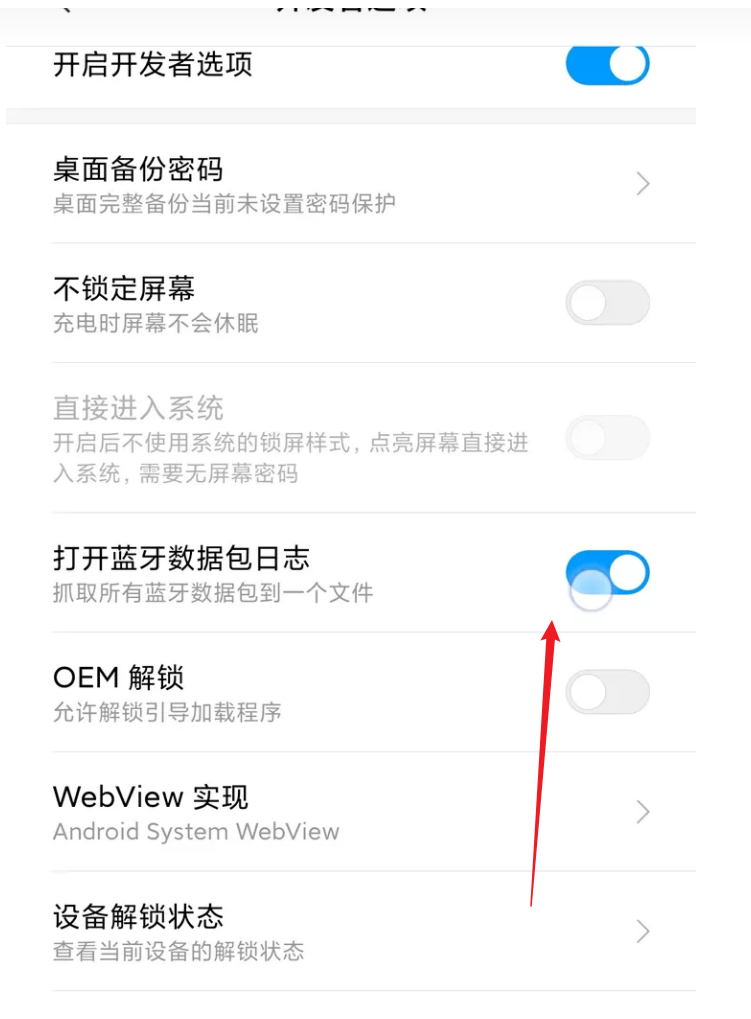 开启开发者选项
桌面备份密码
桌面完整备份当前未设置密码保护
不锁定屏幕
充电时屏幕不会休眠
直接进入系统
开启后不使用系统的锁屏样式，点亮屏幕直接进
入系统，需要无屏幕密码
打开蓝牙数据包日志
抓取所有蓝牙数据包到一个文件
OEM 解锁
允许解锁引导加载程序
WebView 实现
Android System WebView
设备解锁状态
查看当前设备的解锁状态